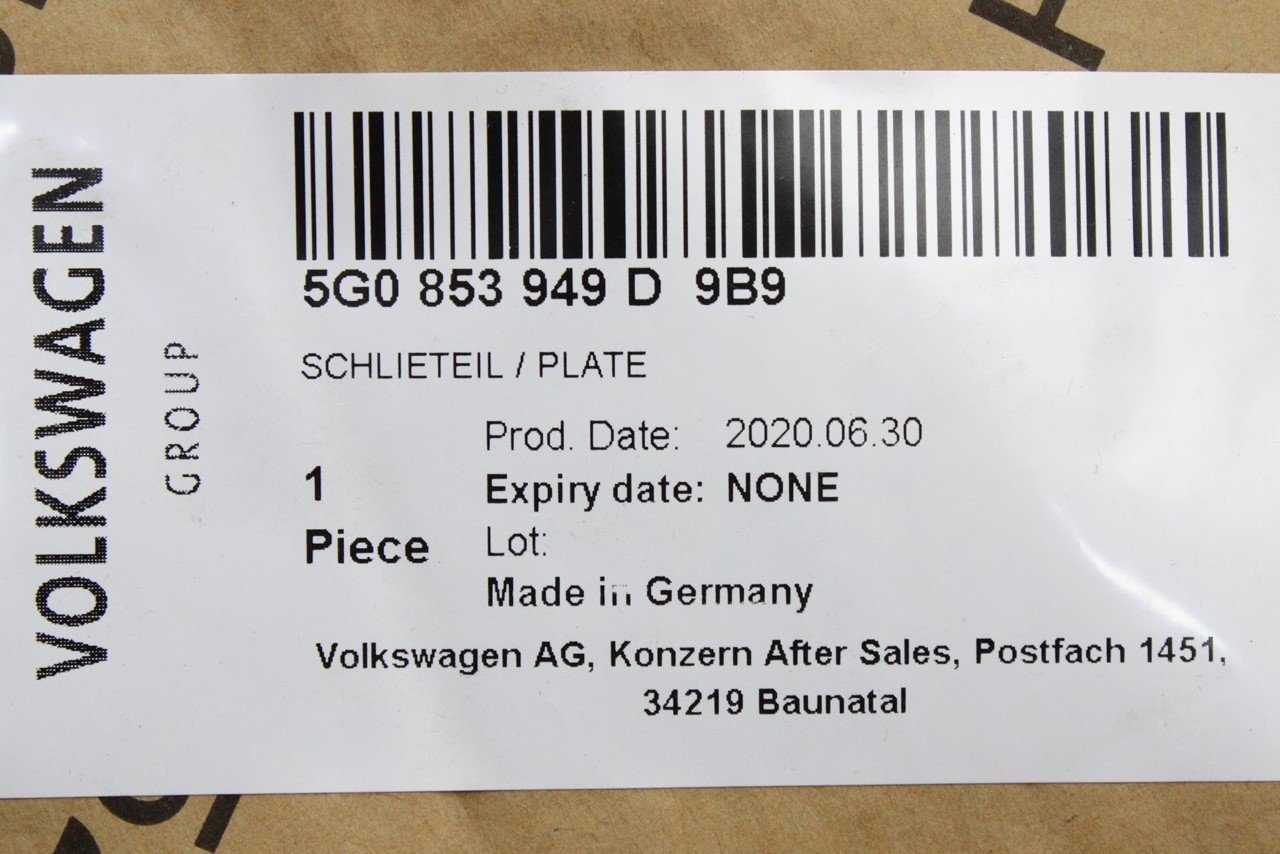 VOLKSWAGEN
GROUP
5G0 853 949 D 9B9
SCHLIETEIL / PLATE
Prod. Date: 2020.06.30
1
Expiry date: NONE
Piece
Lot:
Made in Germany
Volkswagen AG, Konzern After Sales, Postfach 1451,
34219 Baunatal